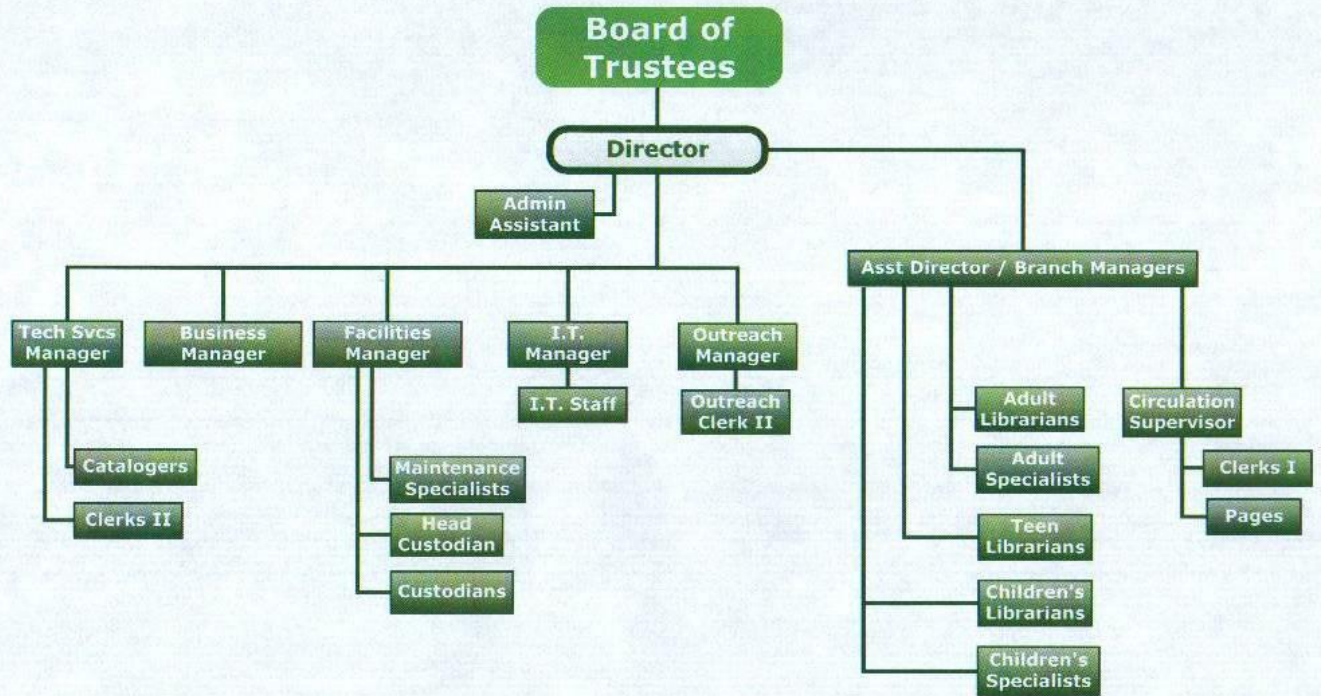 Board of
Trustees
Director
Admin
Assistant
Asst Director / Branch Managers
Tech Svcs
Manager
Business
Manager
Facilities
Manager
I.T.
Manager
Outreach
Manager
I.T. Staff
Outreach
Clerk II
Catalogers
Clerks II
Maintenance
Specialists
Head
Custodian
Custodians
Adult
Librarians
Adult
Specialists
Teen
Librarians
Children's
Librarians
Children's
Specialists
Circulation
Supervisor
Clerks I
Pages